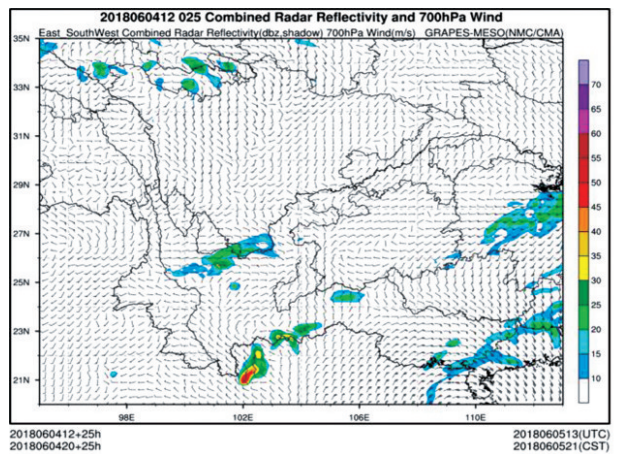 2018060412 025 Combined Radar Reflectivity and 700hPa Wind
East_SouthWest Combined Radar Reflectivity(dbz,shadow) 700hPa Wind(m/s) GRAPES-MESO(NMC/CMA)
35N
33N
31N
29N
27N
25N
23N
21N
98E 102E 106E 110E
70
65
60
55
50
45
40
35
30
25
20
15
10
2018060412+25h 2018060513(UTC)
2018060420+25h 2018060521(CST)